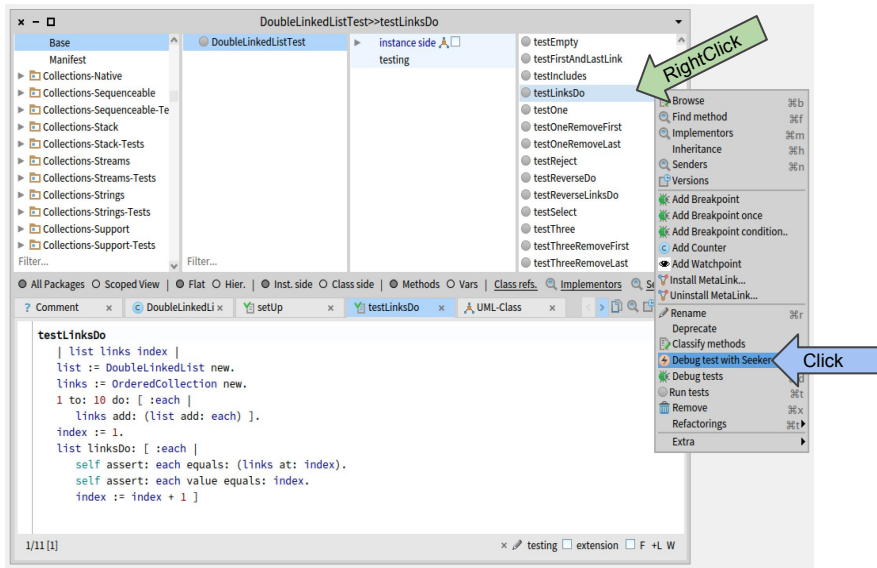 DoubleLinkedListTest>>testLinksDo
Base
Manifest
Collections-Native
Collections-Sequenceable
Collections-Sequenceable-Te
Collections-Stack
Collections-Stack-Tests
Collections-Streams
Collections-Streams-Tests
Collections-Strings
Collections-Strings-Tests
Collections-Support
Collections-Support-Tests
Filter...
DoubleLinkedListTest
Filter...
instance side
testing
testEmpty
testFirstAndLastLink
testIncludes
testLinksDo
testOne
testOneRemoveFirst
testOneRemoveLast
testReject
testReverseDo
testReverseLinksDo
testSelect
testThree
testThreeRemoveFirst
testThreeRemoveLast
RightClick
Browse ⌘b
Find method ⌘f
Implementors ⌘m
Inheritance ⌘h
Senders ⌘n
Versions
Add Breakpoint
Add Breakpoint once
Add Breakpoint condition..
Add Counter
Add Watchpoint
Install MetaLink...
Uninstall MetaLink...
Rename ⌘r
Deprecate
Classify methods
Debug test with Seeker
Click
Debug tests
Run tests ⌘t
Remove ⌘x
Refactorings ⌘t
Extra
All Packages Scoped View | Flat Hier. | Inst. side Class side | Methods Vars | Class refs. Implementors Se
? Comment × DoubleLinkedLi × setUp × testLinksDo × UML-Class ×
testLinksDo
| list links index |
list := DoubleLinkedList new.
links := OrderedCollection new.
1 to: 10 do: [ :each |
links add: (list add: each) ].
index := 1.
list linksDo: [ :each |
self assert: each equals: (links at: index).
self assert: each value equals: index.
index := index + 1 ]
1/11 [1] × testing extension F +L W